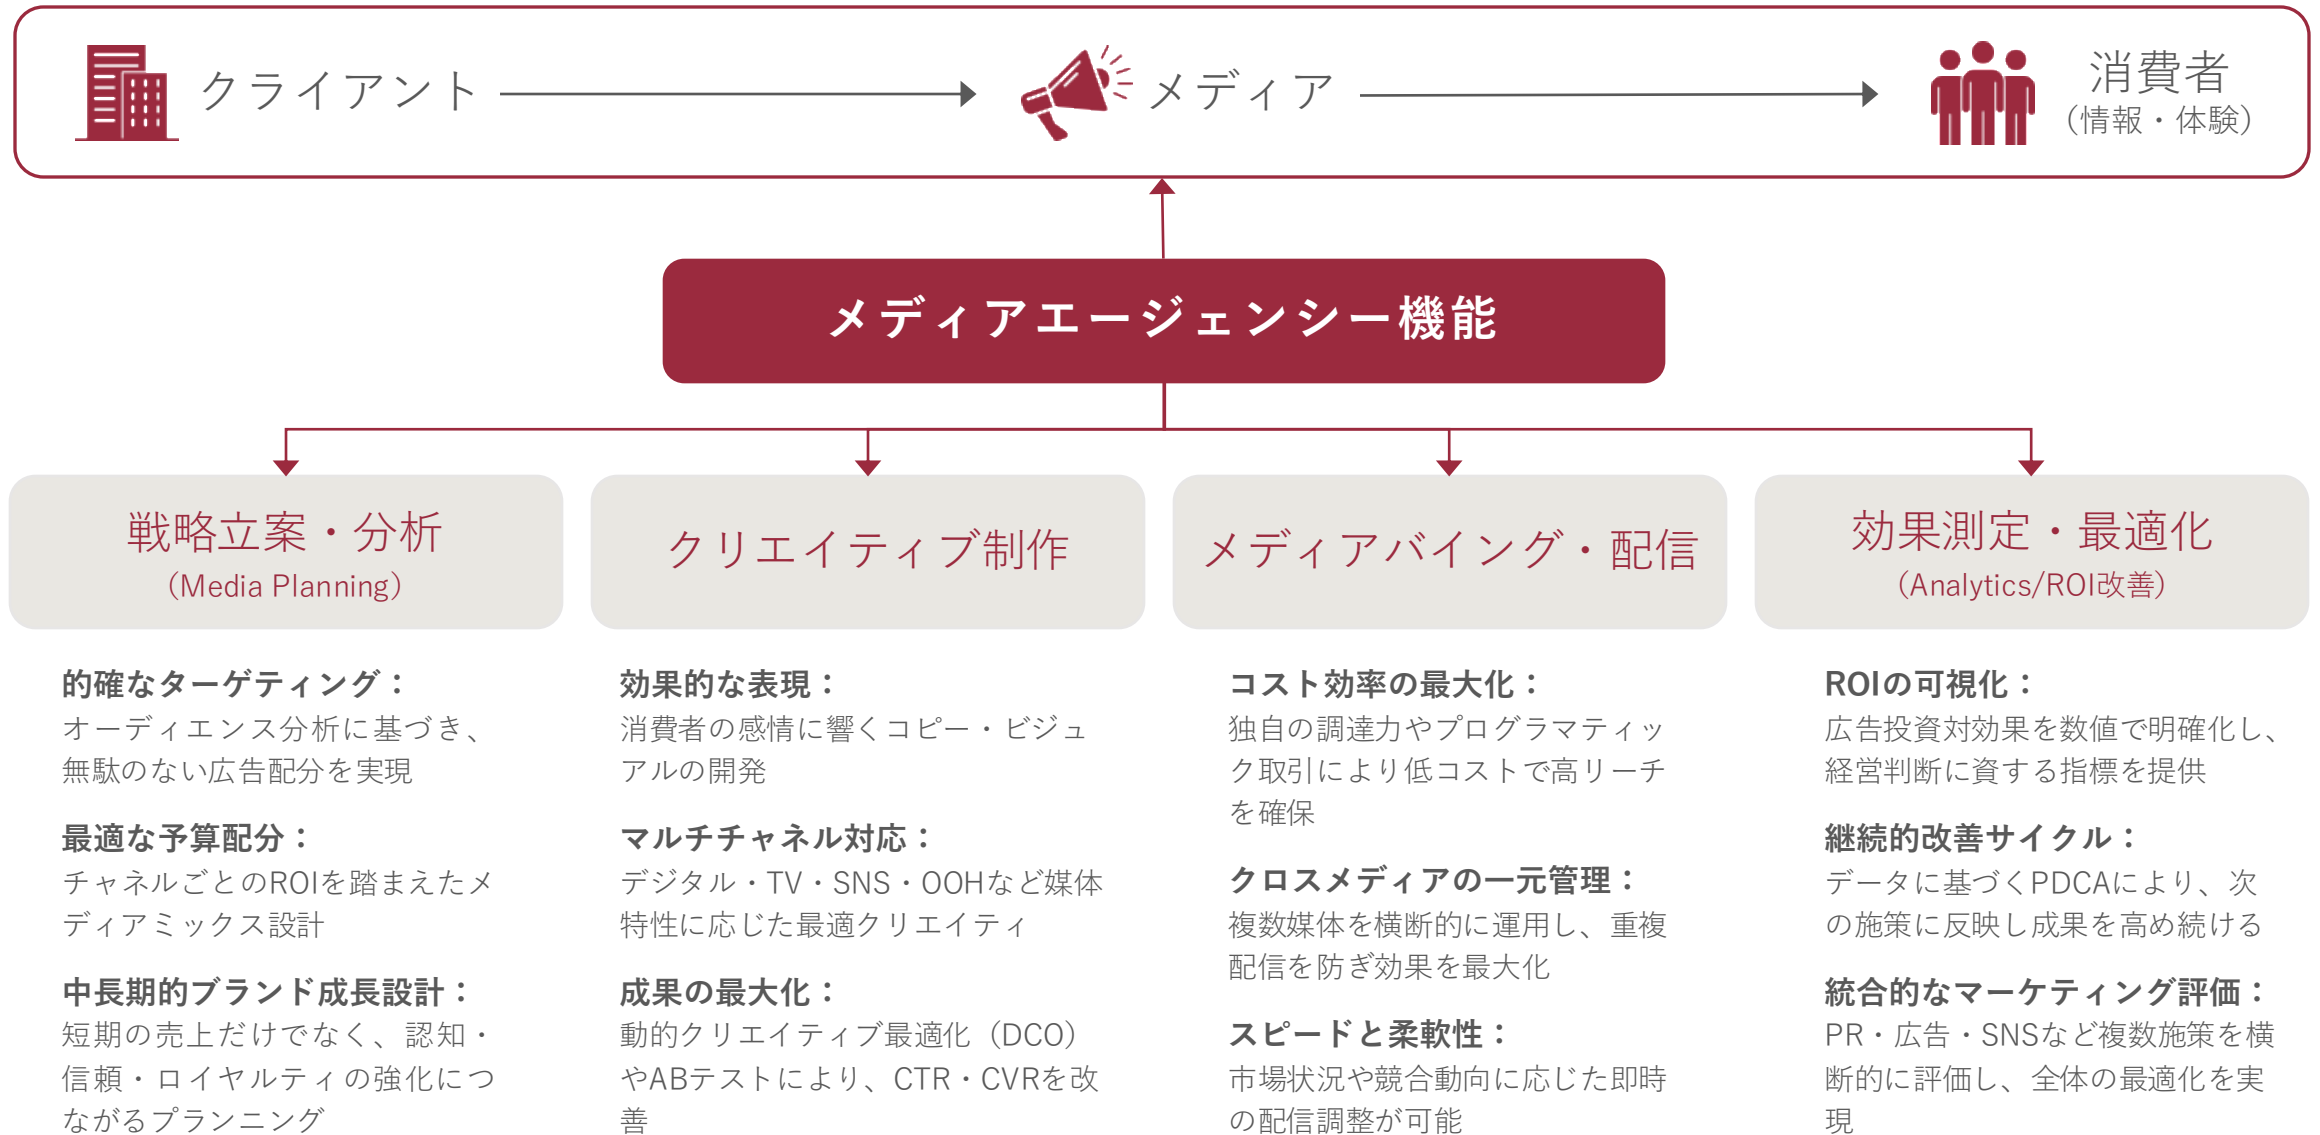 クライアント
メディア
消費者
（情報・体験）
メディアエージェンシー機能
戦略立案・分析
（Media Planning）
クリエイティブ制作
メディアバイング・配信
効果測定・最適化
（Analytics/ROI改善）
的確なターゲティング：
オーディエンス分析に基づき、
無駄のない広告配分を実現
最適な予算配分：
チャネルごとのROIを踏まえたメ
ディアミックス設計
中長期的ブランド成長設計：
短期の売上だけでなく、認知・
信頼・ロイヤルティの強化につ
ながるプランニング
効果的な表現：
消費者の感情に響くコピー・ビジュ
アルの開発
マルチチャネル対応：
デジタル・TV・SNS・OOHなど媒体
特性に応じた最適クリエイティ
成果の最大化：
動的クリエイティブ最適化（DCO）
やABテストにより、CTR・CVRを改
善
コスト効率の最大化：
独自の調達力やプログラマティッ
ク取引により低コストで高リーチ
を確保
クロスメディアの一元管理：
複数媒体を横断的に運用し、重複
配信を防ぎ効果を最大化
スピードと柔軟性：
市場状況や競合動向に応じた即時
の配信調整が可能
ROIの可視化：
広告投資対効果を数値で明確化し、
経営判断に資する指標を提供
継続的改善サイクル：
データに基づくPDCAにより、次
の施策に反映し成果を高め続ける
統合的なマーケティング評価：
PR・広告・SNSなど複数施策を横
断的に評価し、全体の最適化を実
現